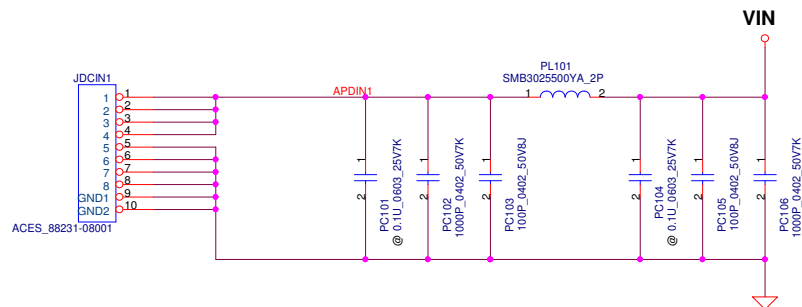 VIN
PL101
SMB3025500YA_2P
JDCIN1
APDIN1
1 2
1 1
2 2
3 3
4 4
5 5
6 6
7 7
8 8
GND1 9
GND2 10
ACES_88231-08001
1
2
PC101
@ 0.1U_0603_25V7K
1
2
PC102
1000P_0402_50V7K
1
2
PC103
100P_0402_50V8J
1
2
PC104
@ 0.1U_0603_25V7K
1
2
PC105
100P_0402_50V8J
1
2
PC106
1000P_0402_50V7K